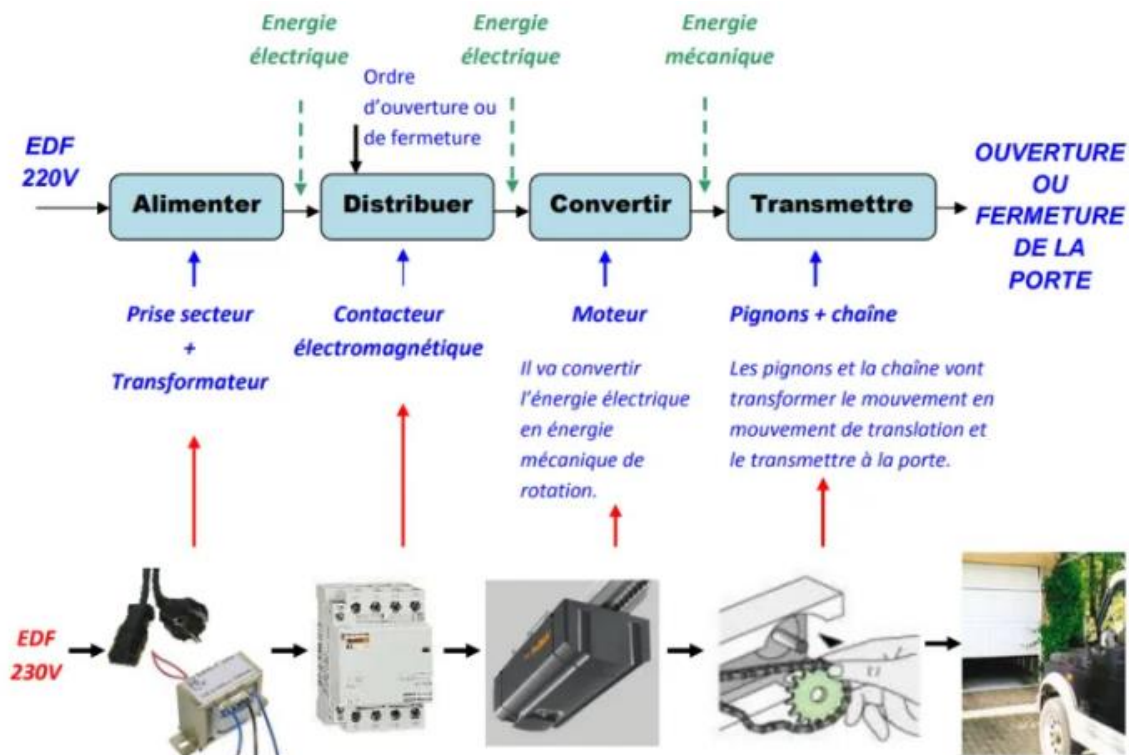 Energie
électrique
Energie
électrique
Energie
mécanique
Ordre
d'ouverture ou
de fermeture
EDF
220V
Alimenter
Distribuer
Convertir
Transmettre
OUVERTURE
OU
FERMETURE
DE LA
PORTE
Prise secteur
+
Transformateur
Contacteur
électromagnétique
Moteur
Il va convertir
l'énergie électrique
en énergie
mécanique de
rotation.
Pignons + chaîne
Les pignons et la chaîne vont
transformer le mouvement en
mouvement de translation et
le transmettre à la porte.
EDF
230V